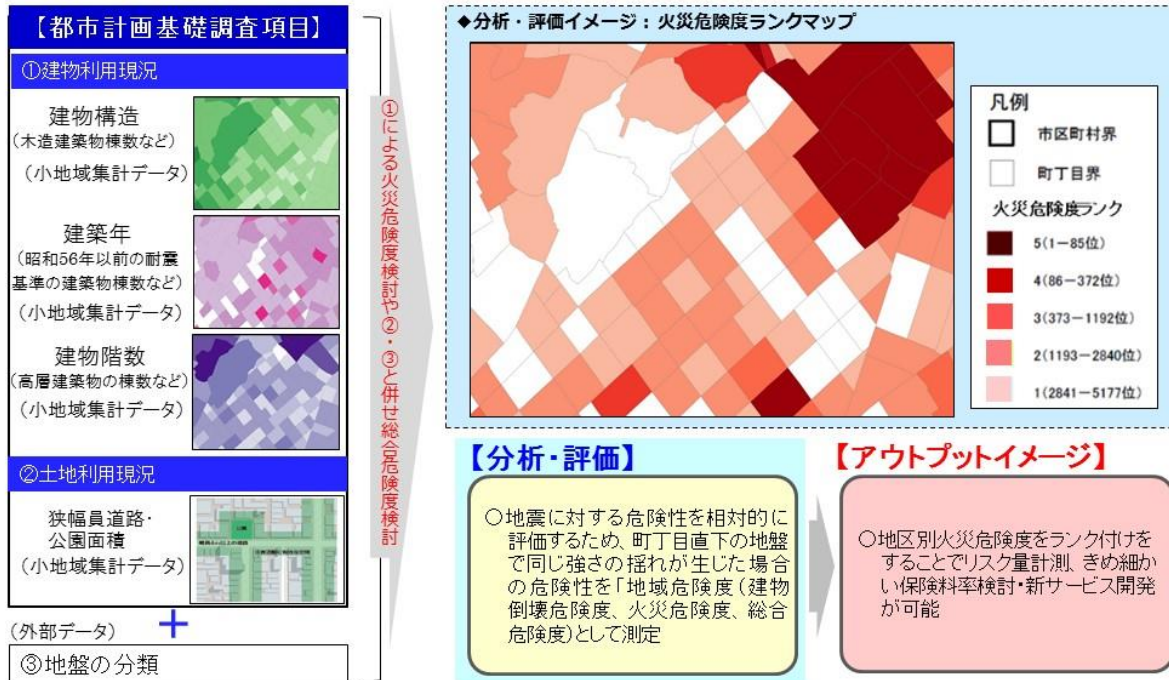 【都市計画基礎調査項目】
①建物利用現況
建物構造
(木造建築物棟数など)
(小地域集計データ)
建築年
(昭和56年以前の耐震
基準の建築物棟数など)
(小地域集計データ)
建物階数
(高層建築物の棟数など)
(小地域集計データ)
②土地利用現況
狭幅員道路・
公園面積
(小地域集計データ)
(外部データ)
+
③地盤の分類
①による火災危険度検討や②・③と併せ総合危険度検討
◆分析・評価イメージ：火災危険度ランクマップ
凡例
市区町村界
町丁目界
火災危険度ランク
5(1－85位)
4(86－372位)
3(373－1192位)
2(1193－2840位)
1(2841－5177位)
【分析・評価】
○地震に対する危険性を相対的に
評価するため、町丁目直下の地盤
で同じ強さの揺れが生じた場合
の危険性を「地域危険度(建物
倒壊危険度、火災危険度、総合
危険度)として測定
【アウトプットイメージ】
○地区別火災危険度をランク付けを
することでリスク量計測、きめ細か
い保険料率検討・新サービス開発
が可能